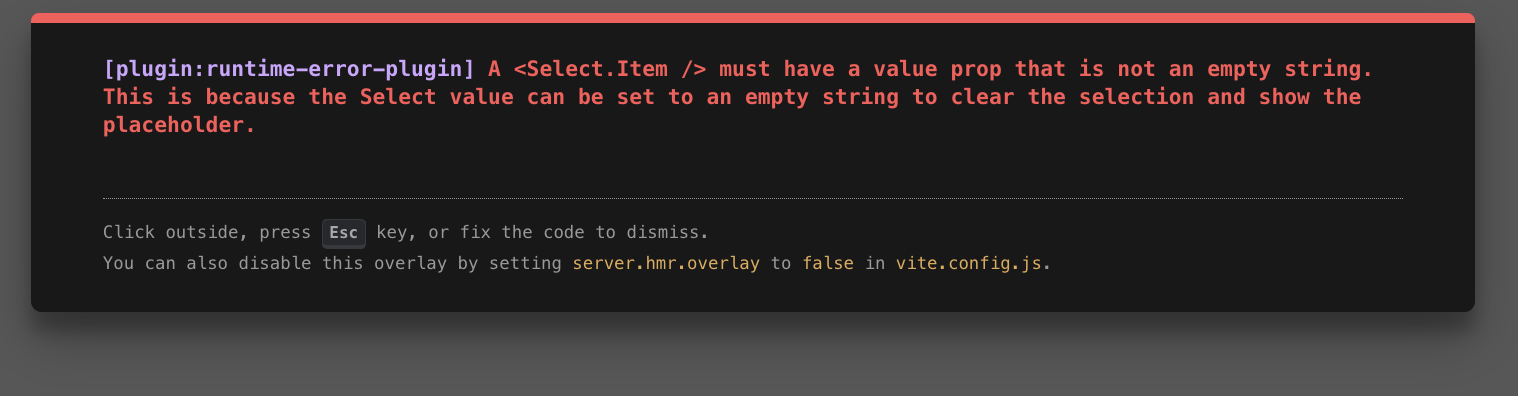 [plugin:runtime-error-plugin] A <Select.Item /> must have a value prop that is not an empty string.
This is because the Select value can be set to an empty string to clear the selection and show the
placeholder.
Click outside, press Esc key, or fix the code to dismiss.
You can also disable this overlay by setting server.hmr.overlay to false in vite.config.js.